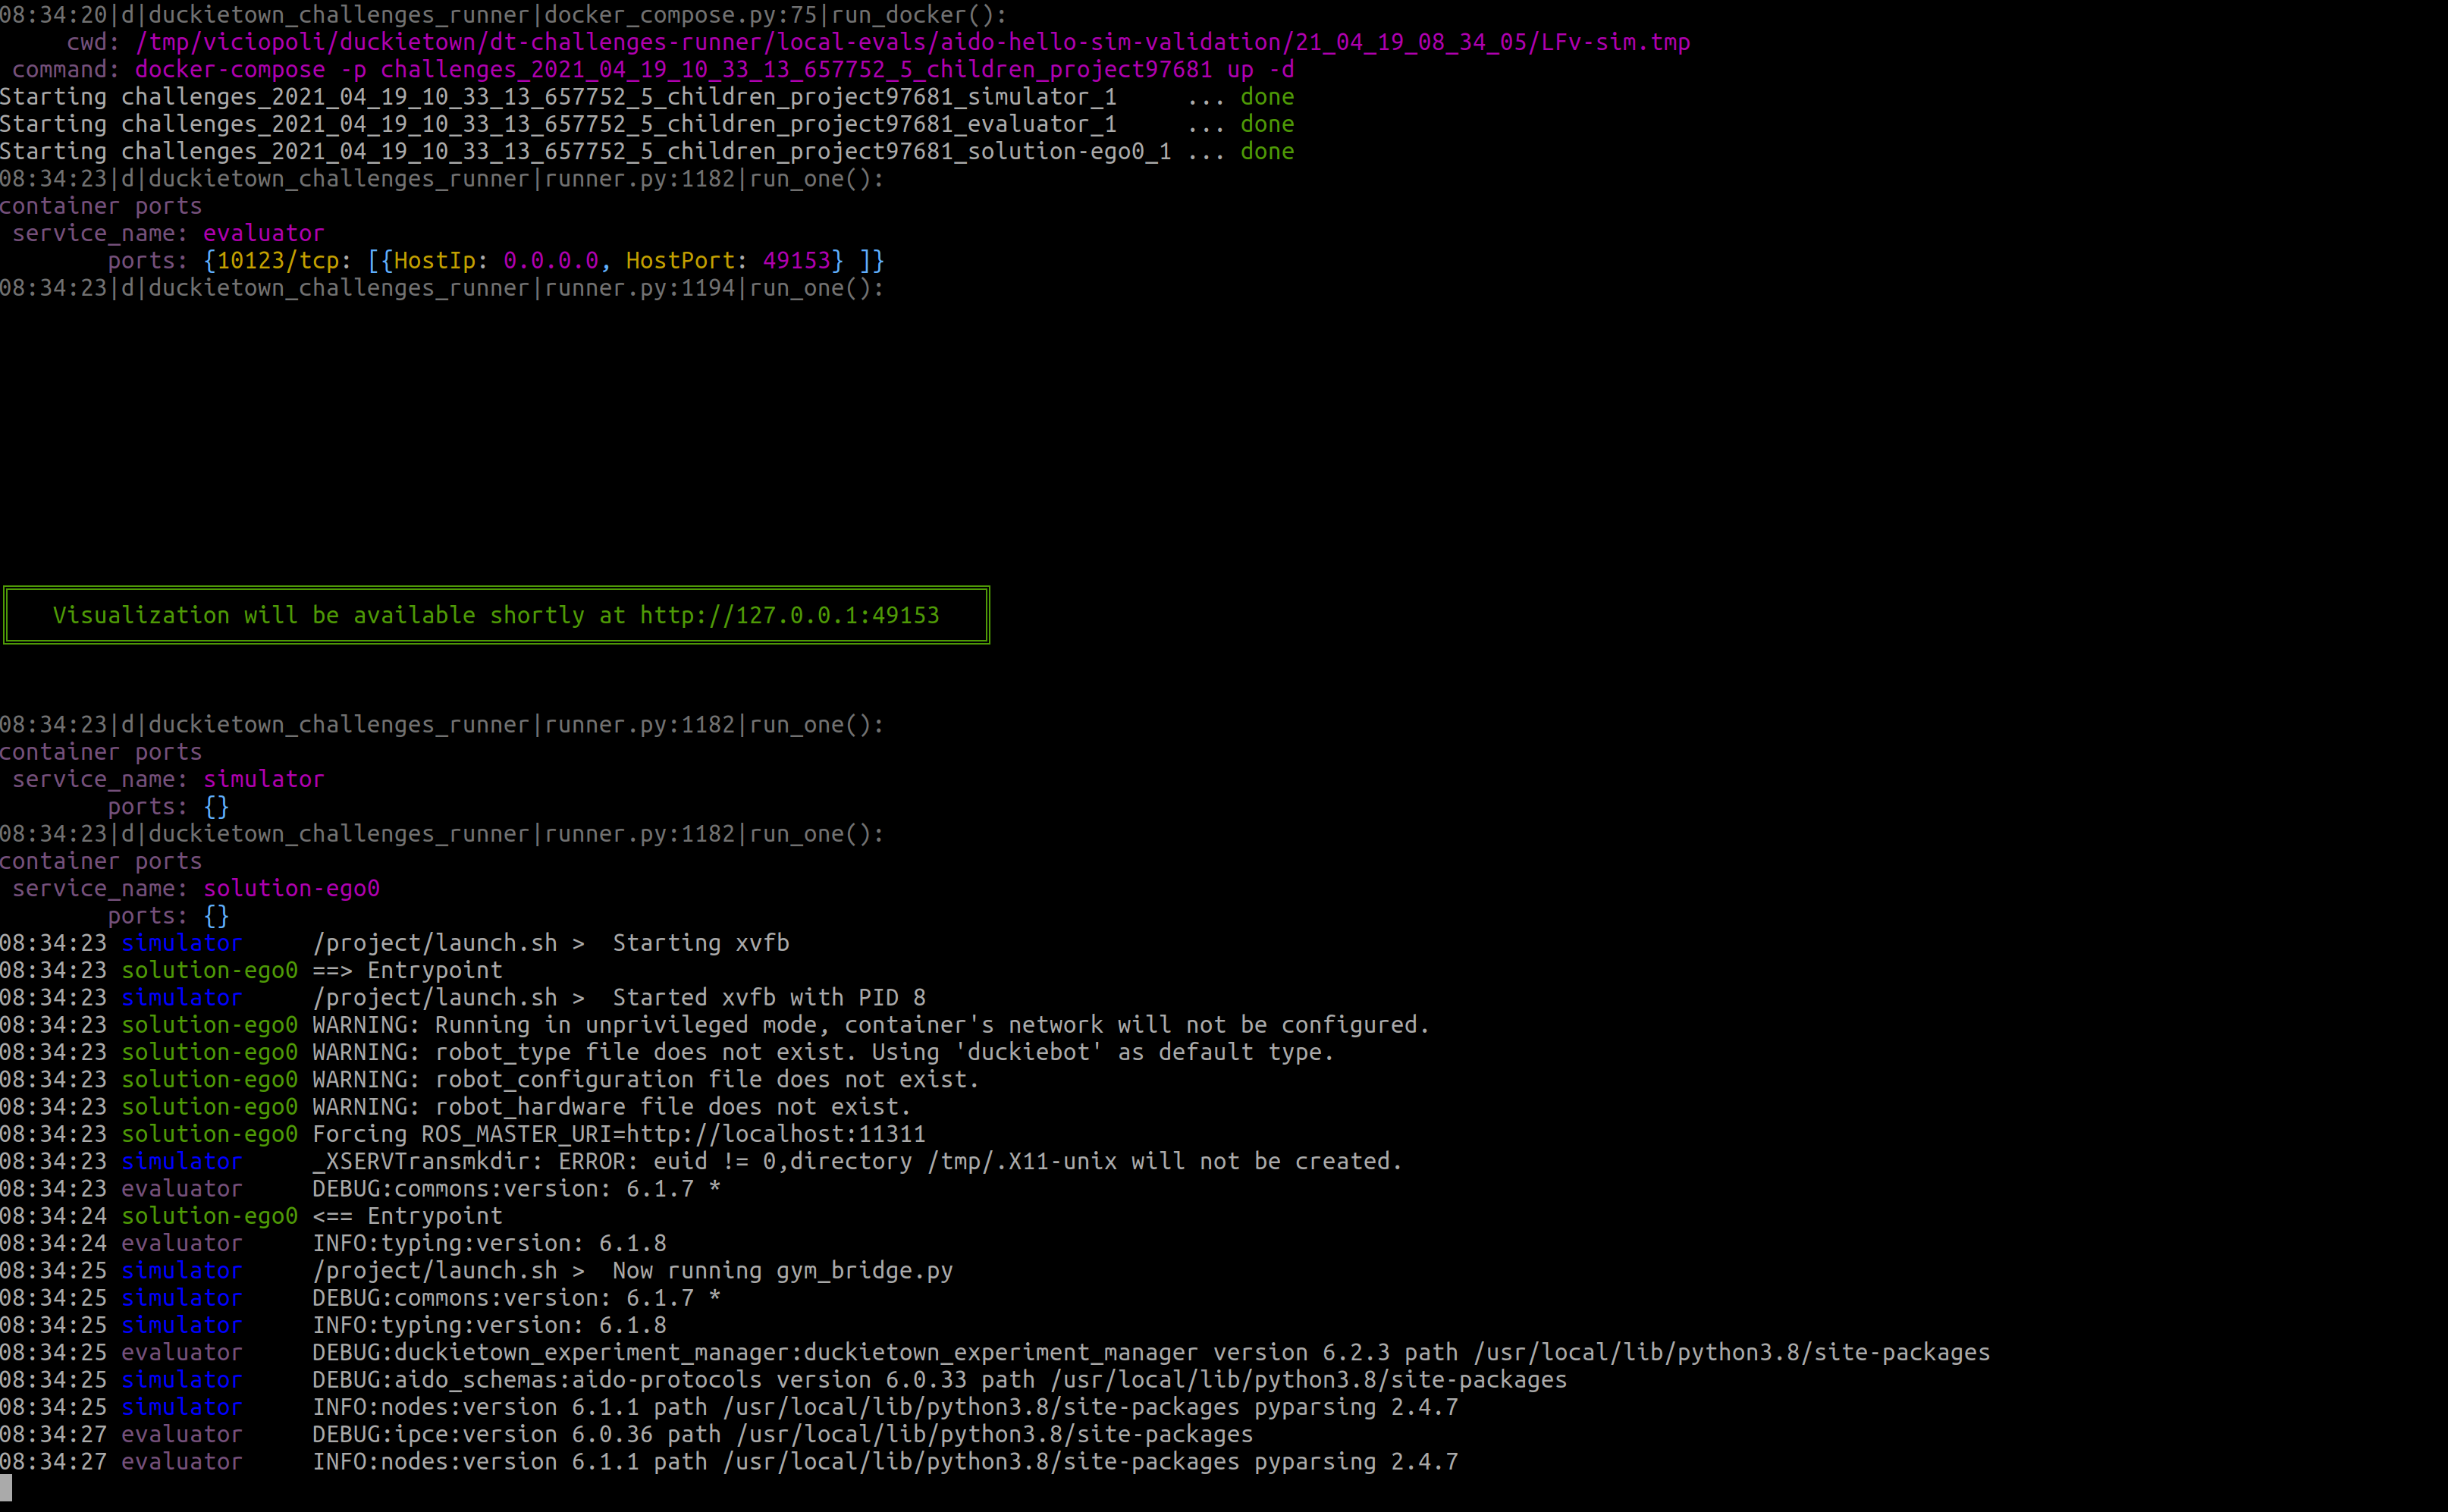 08:34:20|d|duckietown_challenges_runner|docker_compose.py:75|run_docker():
cwd: /tmp/viciopoli/duckietown/dt-challenges-runner/local-evals/aido-hello-sim-validation/21_04_19_08_34_05/LFv-sim.tmp
command: docker-compose -p challenges_2021_04_19_10_33_13_657752_5_children_project97681 up -d
Starting challenges_2021_04_19_10_33_13_657752_5_children_project97681_simulator_1     ... done
Starting challenges_2021_04_19_10_33_13_657752_5_children_project97681_evaluator_1     ... done
Starting challenges_2021_04_19_10_33_13_657752_5_children_project97681_solution-ego0_1 ... done
08:34:23|d|duckietown_challenges_runner|runner.py:1182|run_one():
container ports
service_name: evaluator
ports: {10123/tcp: [{HostIp: 0.0.0.0, HostPort: 49153} ]}
08:34:23|d|duckietown_challenges_runner|runner.py:1194|run_one():
Visualization will be available shortly at http://127.0.0.1:49153
08:34:23|d|duckietown_challenges_runner|runner.py:1182|run_one():
container ports
service_name: simulator
ports: {}
08:34:23|d|duckietown_challenges_runner|runner.py:1182|run_one():
container ports
service_name: solution-ego0
ports: {}
08:34:23 simulator     /project/launch.sh >  Starting xvfb
08:34:23 solution-ego0 ==> Entrypoint
08:34:23 simulator     /project/launch.sh >  Started xvfb with PID 8
08:34:23 solution-ego0 WARNING: Running in unprivileged mode, container's network will not be configured.
08:34:23 solution-ego0 WARNING: robot_type file does not exist. Using 'duckiebot' as default type.
08:34:23 solution-ego0 WARNING: robot_configuration file does not exist.
08:34:23 solution-ego0 WARNING: robot_hardware file does not exist.
08:34:23 solution-ego0 Forcing ROS_MASTER_URI=http://localhost:11311
08:34:23 simulator     _XSERVTransmkdir: ERROR: euid != 0,directory /tmp/.X11-unix will not be created.
08:34:23 evaluator     DEBUG:commons:version: 6.1.7 *
08:34:24 solution-ego0 <== Entrypoint
08:34:24 evaluator     INFO:typing:version: 6.1.8
08:34:25 simulator     /project/launch.sh >  Now running gym_bridge.py
08:34:25 simulator     DEBUG:commons:version: 6.1.7 *
08:34:25 simulator     INFO:typing:version: 6.1.8
08:34:25 evaluator     DEBUG:duckietown_experiment_manager:duckietown_experiment_manager version 6.2.3 path /usr/local/lib/python3.8/site-packages
08:34:25 simulator     DEBUG:aido_schemas:aido-protocols version 6.0.33 path /usr/local/lib/python3.8/site-packages
08:34:25 simulator     INFO:nodes:version 6.1.1 path /usr/local/lib/python3.8/site-packages pyparsing 2.4.7
08:34:27 evaluator     DEBUG:ipce:version 6.0.36 path /usr/local/lib/python3.8/site-packages
08:34:27 evaluator     INFO:nodes:version 6.1.1 path /usr/local/lib/python3.8/site-packages pyparsing 2.4.7